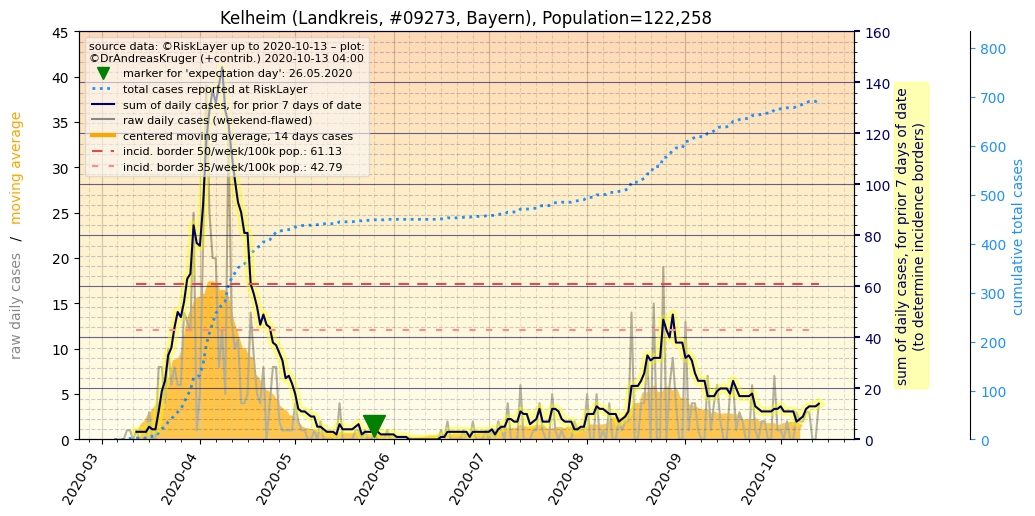 Kelheim (Landkreis, #09273, Bayern), Population=122,258
source data: ©RiskLayer up to 2020-10-13 – plot:
©DrAndreasKruger (+contrib.) 2020-10-13 04:00
marker for 'expectation day': 26.05.2020
total cases reported at RiskLayer
sum of daily cases, for prior 7 days of date
raw daily cases (weekend-flawed)
centered moving average, 14 days cases
incid. border 50/week/100k pop.: 61.13
incid. border 35/week/100k pop.: 42.79
raw daily cases / moving average
45
40
35
30
25
20
15
10
5
0
2020-03
2020-04
2020-05
2020-06
2020-07
2020-08
2020-09
2020-10
160
140
120
100
80
60
40
20
0
sum of daily cases, for prior 7 days of date
(to determine incidence borders)
800
700
600
500
400
300
200
100
0
cumulative total cases